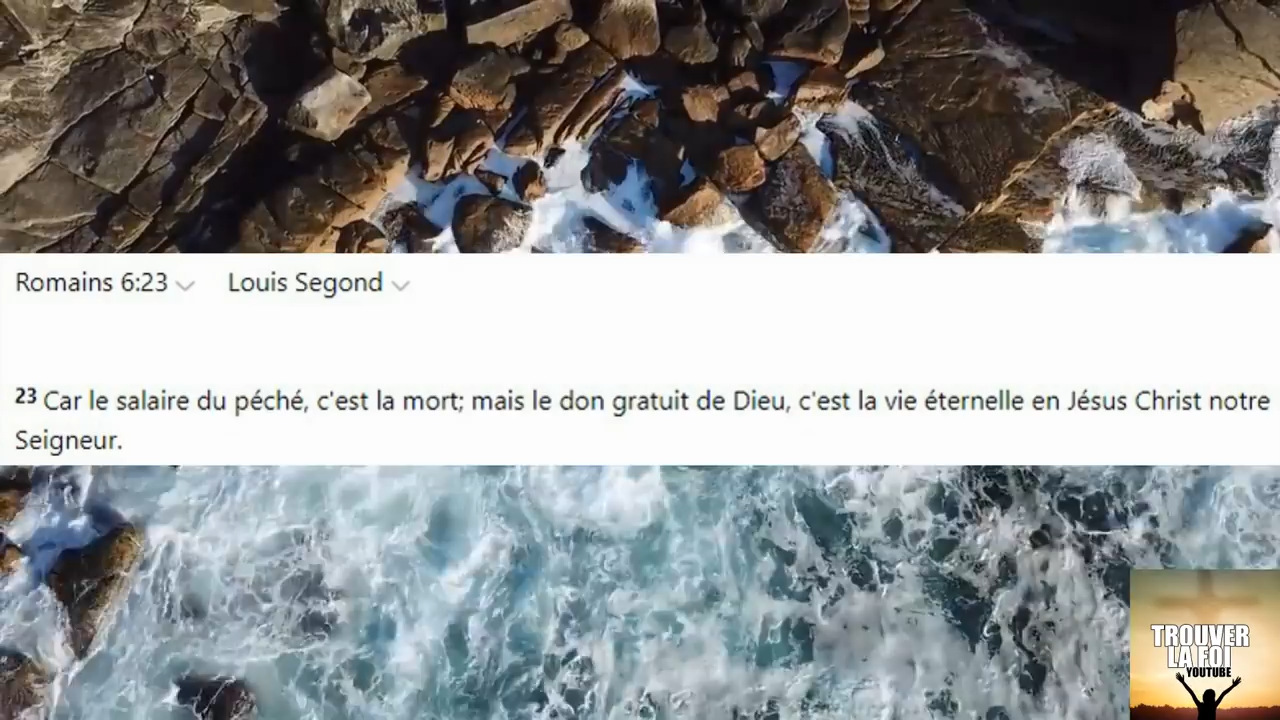 Romains 6:23 Louis Segond
23 Car le salaire du péché, c'est la mort; mais le don gratuit de Dieu, c'est la vie éternelle en Jésus Christ notre
Seigneur.
TROUVER
LA FOI
YOUTUBE